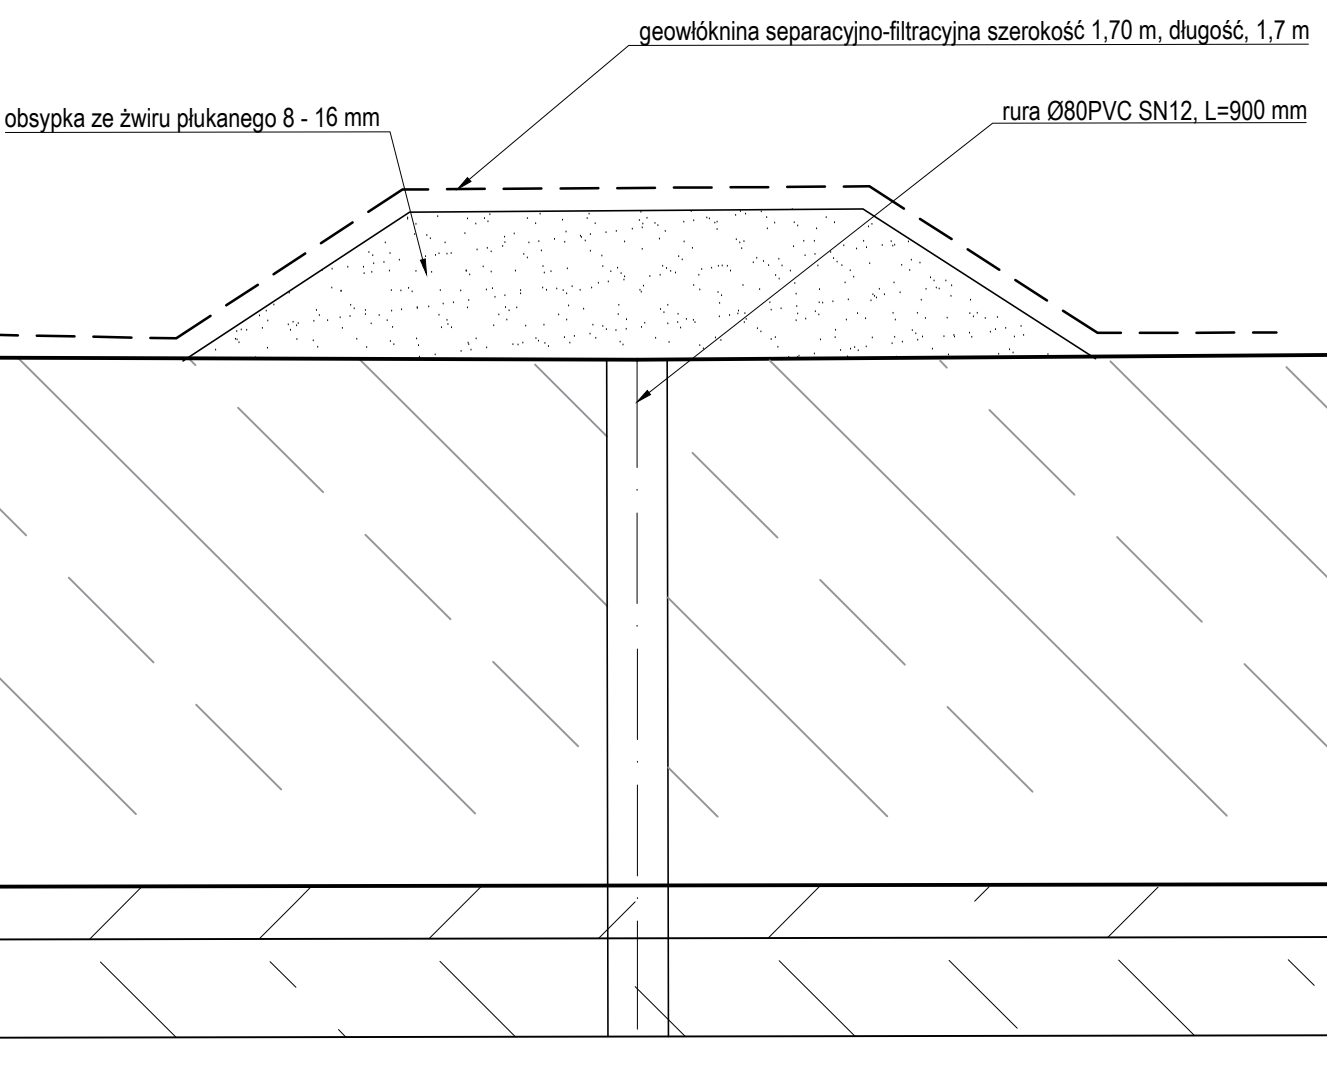 geowłóknina separacyjno-filtracyjna szerokość 1,70 m, długość, 1,7 m
rura Ø80PVC SN12, L=900 mm
obsypka ze żwiru płukanego 8 - 16 mm